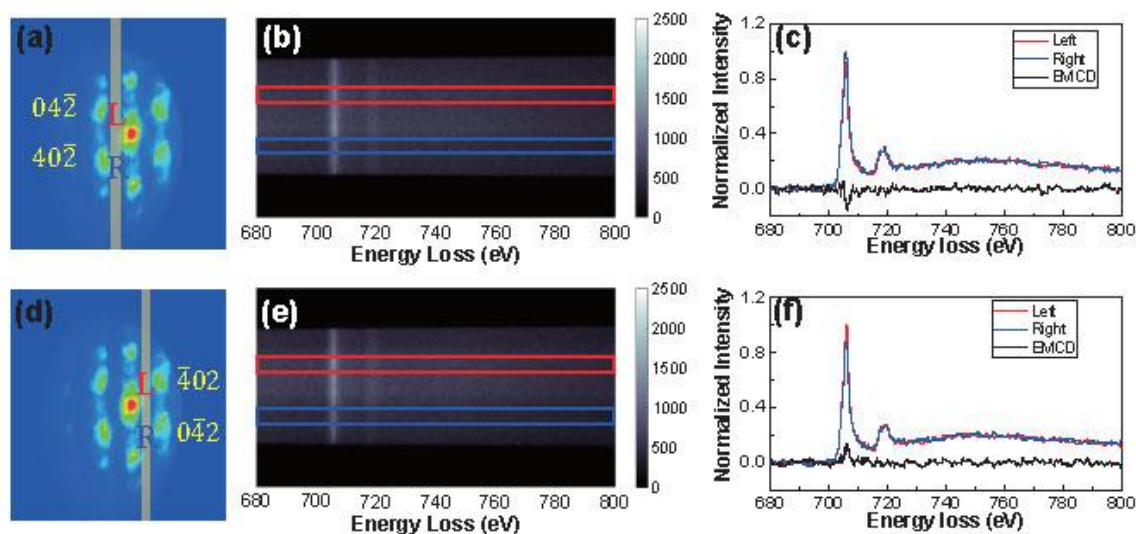 (a)
042̅
402̅
L
R
(b)
2500
2000
1500
1000
500
0
680 700 720 740 760 780 800
Energy Loss (eV)
(c)
Normalized Intensity
1.2
0.8
0.4
0.0
Left
Right
EMCD
680 700 720 740 760 780 800
Energy loss (eV)
(d)
4̅02
04̅2
L
R
(e)
2500
2000
1500
1000
500
0
680 700 720 740 760 780 800
Energy Loss (eV)
(f)
Normalized Intensity
1.2
0.8
0.4
0.0
Left
Right
EMCD
680 700 720 740 760 780 800
Energy loss (eV)